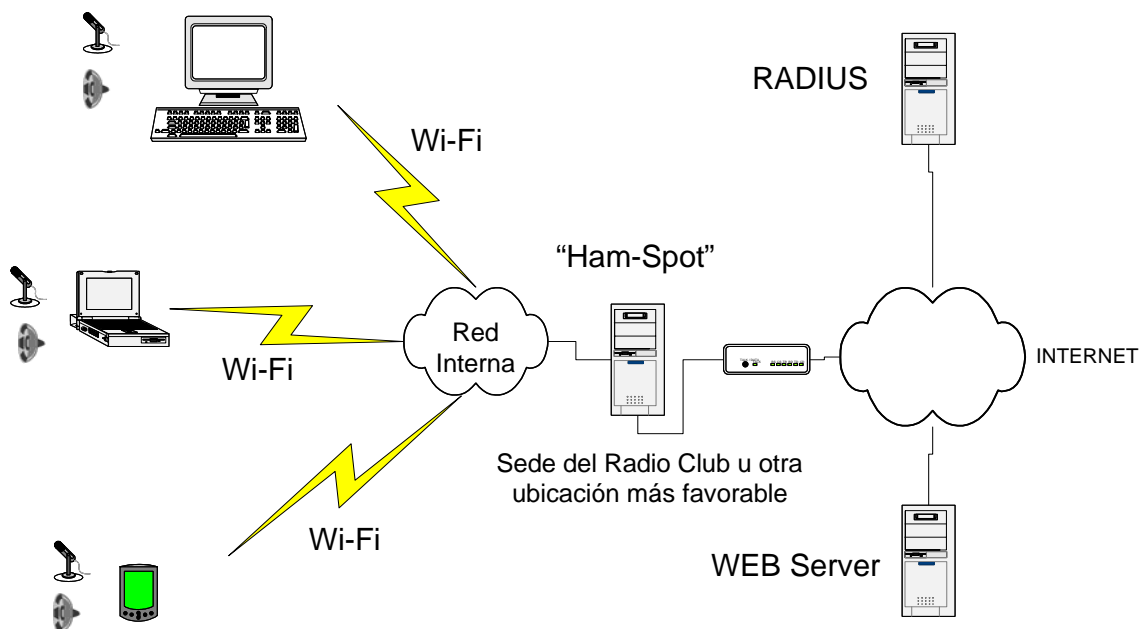 RADIUS
Wi-Fi
“Ham-Spot”
Red
Interna
Wi-Fi
INTERNET
Sede del Radio Club u otra
ubicación más favorable
Wi-Fi
WEB Server